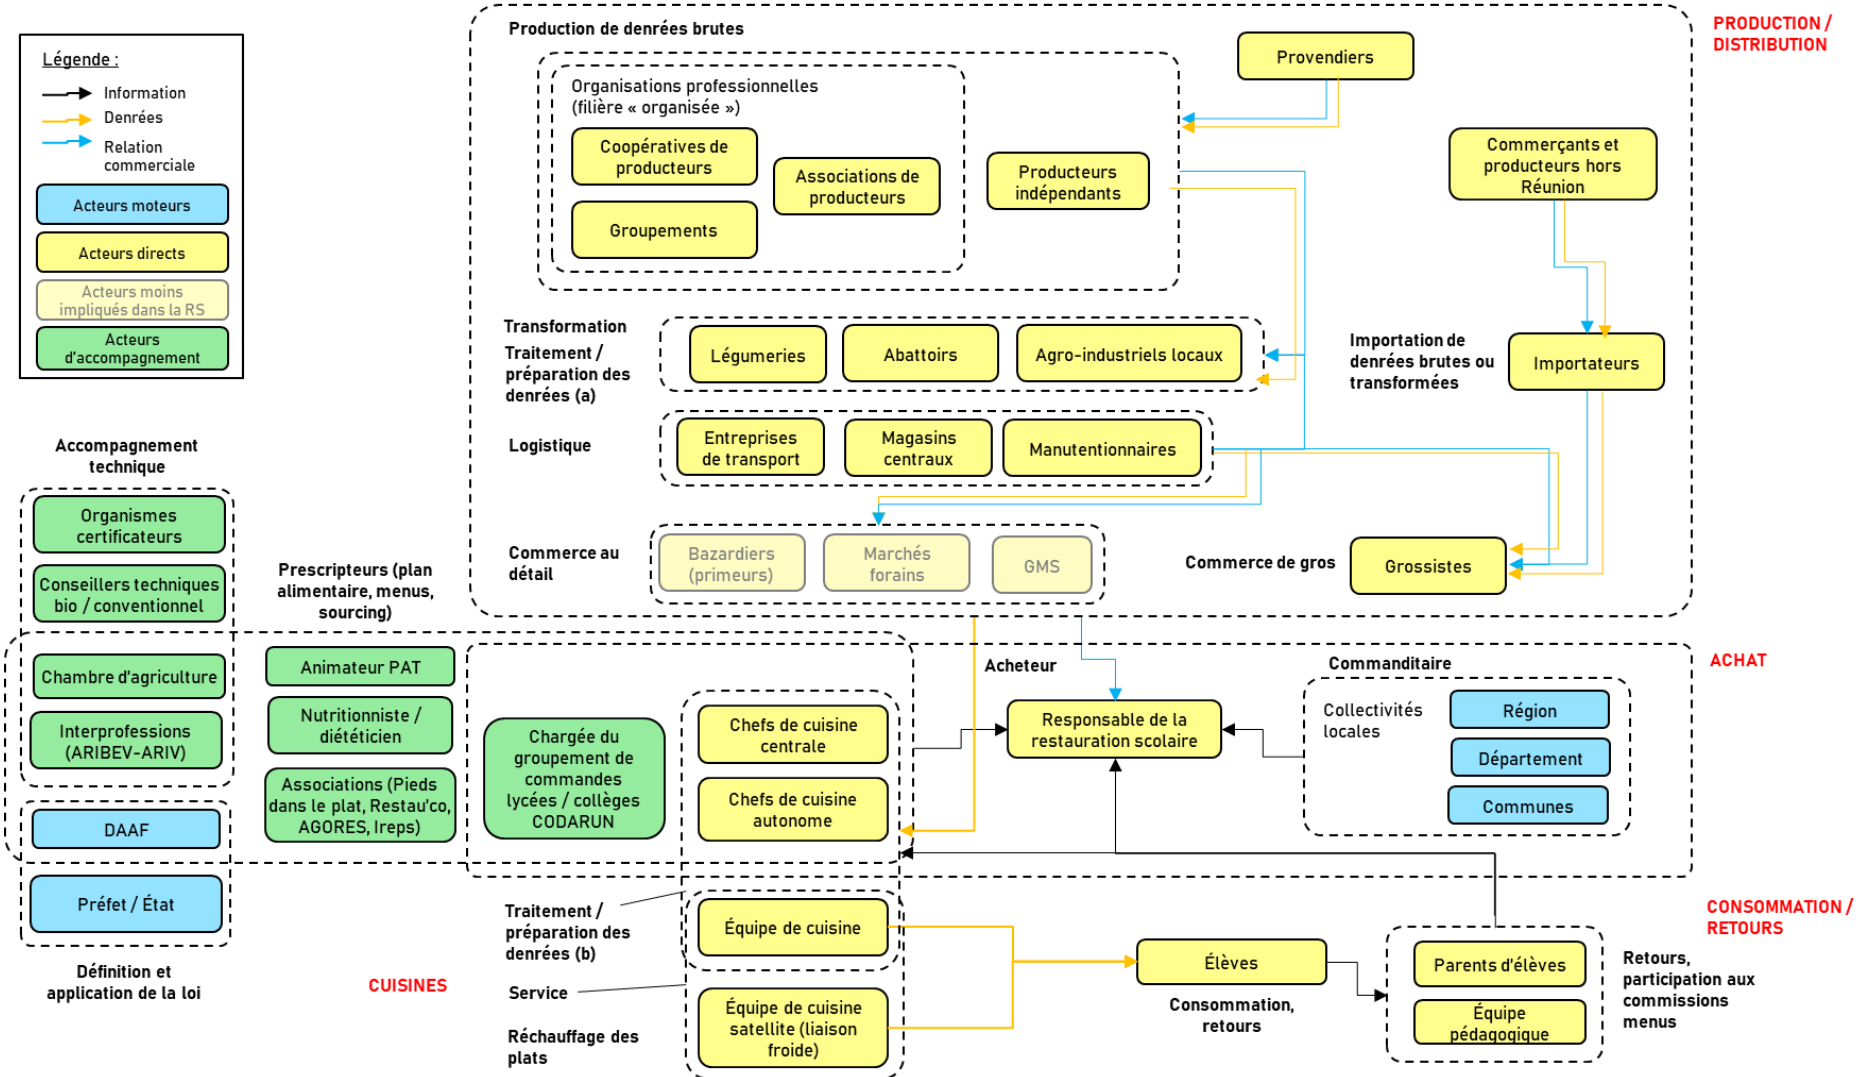 Légende :
Information
Denrées
Relation
commerciale
Acteurs moteurs
Acteurs directs
Acteurs moins
impliqués dans la RS
Acteurs
d'accompagnement
PRODUCTION /
DISTRIBUTION
Production de denrées brutes
Organisations professionnelles
(filière « organisée »)
Coopératives de
producteurs
Associations de
producteurs
Groupements
Producteurs
indépendants
Provendiers
Commerçants et
producteurs hors
Réunion
Transformation
Traitement /
préparation des
denrées (a)
Légumeries
Abattoirs
Agro-industriels locaux
Importation de
denrées brutes ou
transformées
Importateurs
Logistique
Entreprises
de transport
Magasins
centraux
Manutentionnaires
Commerce au
détail
Bazardiers
(primeurs)
Marchés
forains
GMS
Commerce de gros
Grossistes
Accompagnement
technique
Organismes
certificateurs
Conseillers techniques
bio / conventionnel
Chambre d'agriculture
Interprofessions
(ARIBEV-ARIV)
DAAF
Préfet / État
Définition et
application de la loi
Prescripteurs (plan
alimentaire, menus,
sourcing)
Animateur PAT
Nutritionniste /
diététicien
Associations (Pieds
dans le plat, Restau'co,
AGORES, Ireps)
Chargée du
groupement de
commandes
lycées / collèges
CODARUN
Chefs de cuisine
centrale
Chefs de cuisine
autonome
ACHAT
Acheteur
Responsable de la
restauration scolaire
Commanditaire
Collectivités
locales
Région
Département
Communes
CUISINES
Traitement /
préparation des
denrées (b)
Équipe de cuisine
Service
Réchauffage des
plats
Équipe de cuisine
satellite (liaison
froide)
CONSOMMATION /
RETOURS
Élèves
Consommation,
retours
Parents d'élèves
Équipe
pédagogique
Retours,
participation aux
commissions
menus